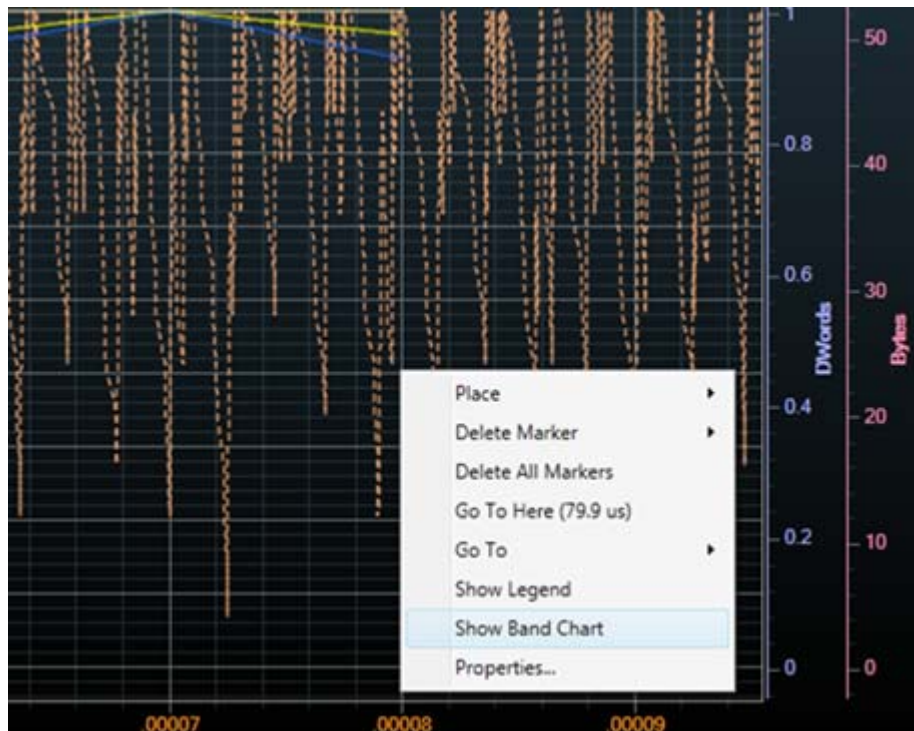 1
0.8
0.6
0.4
0.2
0
DWords
50
40
30
20
10
0
Bytes
Place
Delete Marker
Delete All Markers
Go To Here (79.9 us)
Go To
Show Legend
Show Band Chart
Properties...
.00007
.00008
.00009